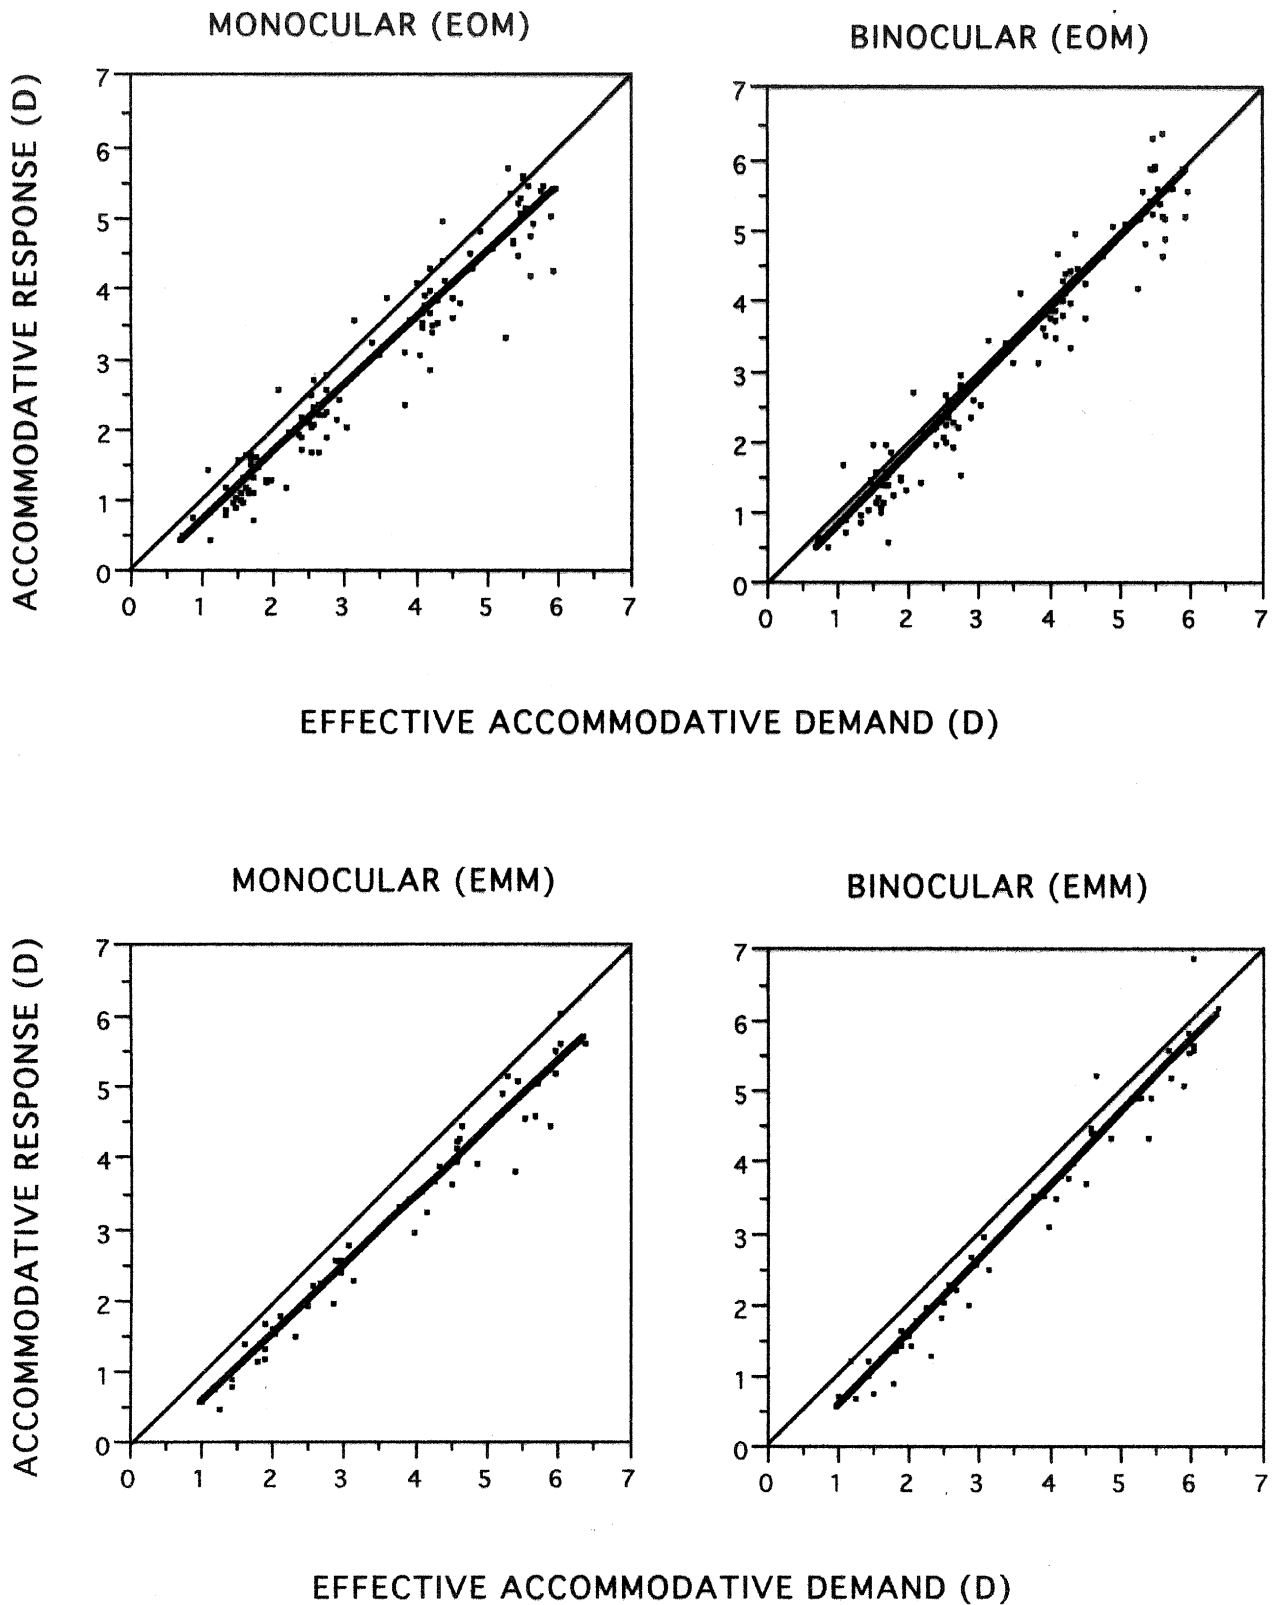 MONOCULAR (EOM)
BINOCULAR (EOM)
ACCOMMODATIVE RESPONSE (D)
7
6
5
4
3
2
1
0
0 1 2 3 4 5 6 7
7
6
5
4
3
2
1
0
0 1 2 3 4 5 6 7
EFFECTIVE ACCOMMODATIVE DEMAND (D)
MONOCULAR (EMM)
BINOCULAR (EMM)
ACCOMMODATIVE RESPONSE (D)
7
6
5
4
3
2
1
0
0 1 2 3 4 5 6 7
7
6
5
4
3
2
1
0
0 1 2 3 4 5 6 7
EFFECTIVE ACCOMMODATIVE DEMAND (D)